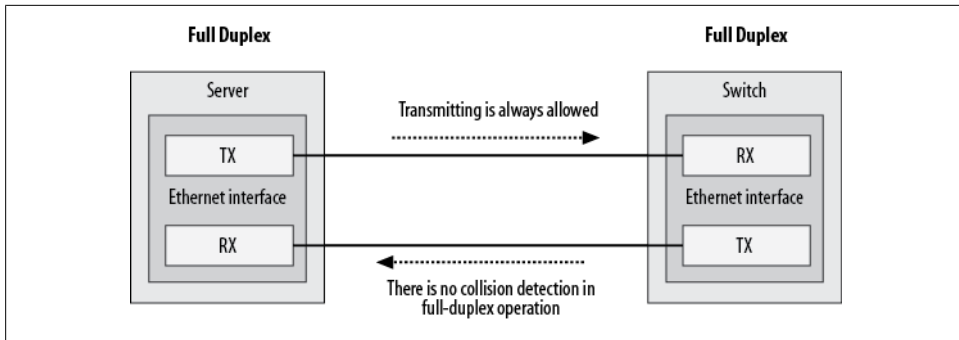 Full Duplex
Full Duplex
Server
Switch
Transmitting is always allowed
TX
RX
Ethernet interface
Ethernet interface
RX
TX
There is no collision detection in
full-duplex operation